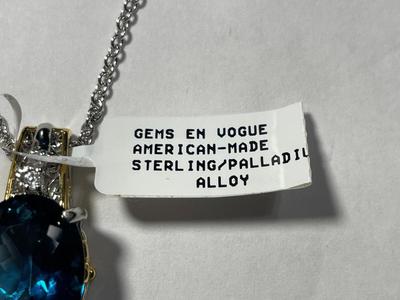 GEMS EN VOGUE
AMERICAN-MADE
STERLING/PALLADIU
ALLOY